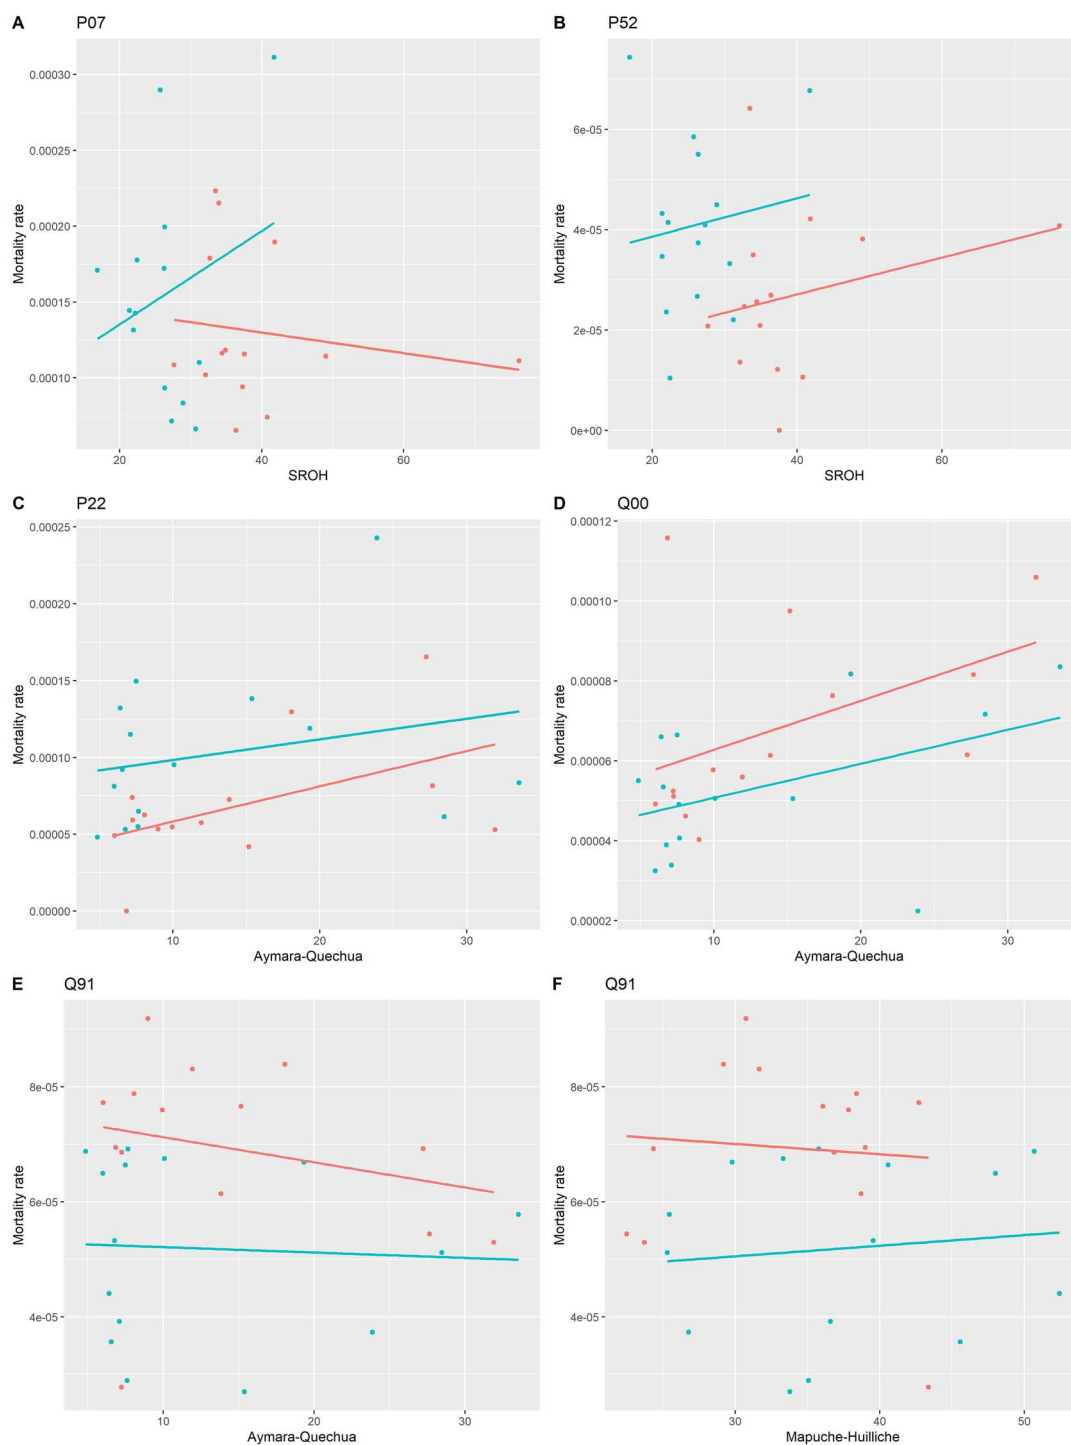 A P07
0.00030
0.00025
0.00020
0.00015
0.00010
Mortality rate
20 40 60
SROH
B P52
6e-05
4e-05
2e-05
0e+00
Mortality rate
20 40 60
SROH
C P22
0.00025
0.00020
0.00015
0.00010
0.00005
0.00000
Mortality rate
10 20 30
Aymara-Quechua
D Q00
0.00012
0.00010
0.00008
0.00006
0.00004
0.00002
Mortality rate
10 20 30
Aymara-Quechua
E Q91
8e-05
6e-05
4e-05
Mortality rate
10 20 30
Aymara-Quechua
F Q91
8e-05
6e-05
4e-05
Mortality rate
30 40 50
Mapuche-Huilliche